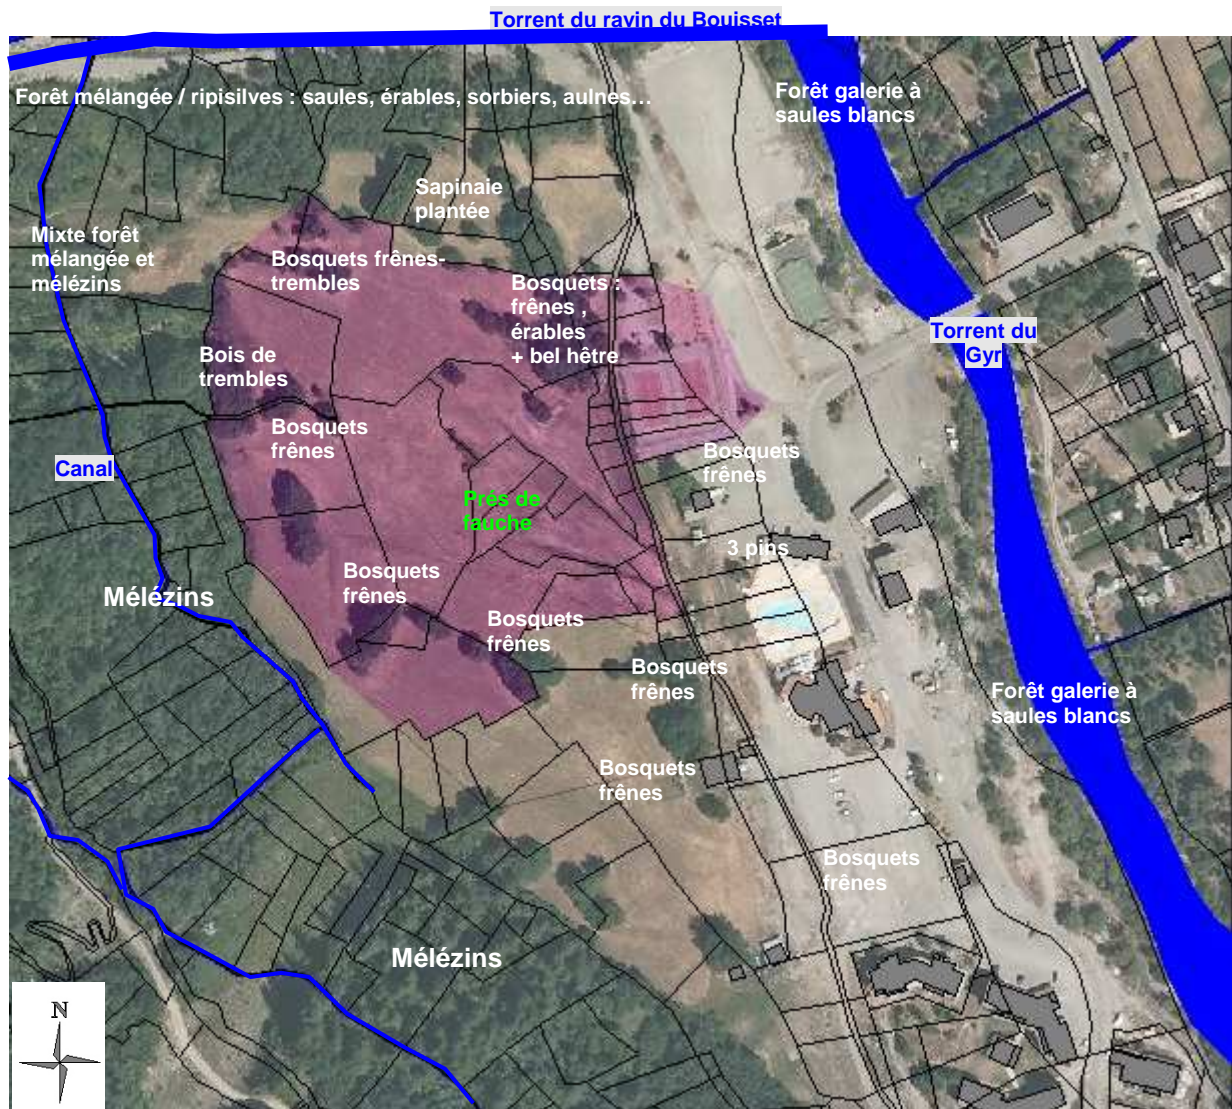 Torrent du ravin du Bouisset
Forêt mélangée / ripisilves : saules, érables, sorbiers, aulnes…
Forêt galerie à
saules blancs
Sapinaie
plantée
Mixte forêt
mélangée et
mélézins
Bosquets frênes-
trembles
Bosquets :
frênes ,
érables
+ bel hêtre
Torrent du
Gyr
Bois de
trembles
Bosquets
frênes
Bosquets
frênes
Canal
Prés de
fauche
3 pins
Bosquets
frênes
Mélézins
Bosquets
frênes
Bosquets
frênes
Forêt galerie à
saules blancs
Bosquets
frênes
Bosquets
frênes
Mélézins
N